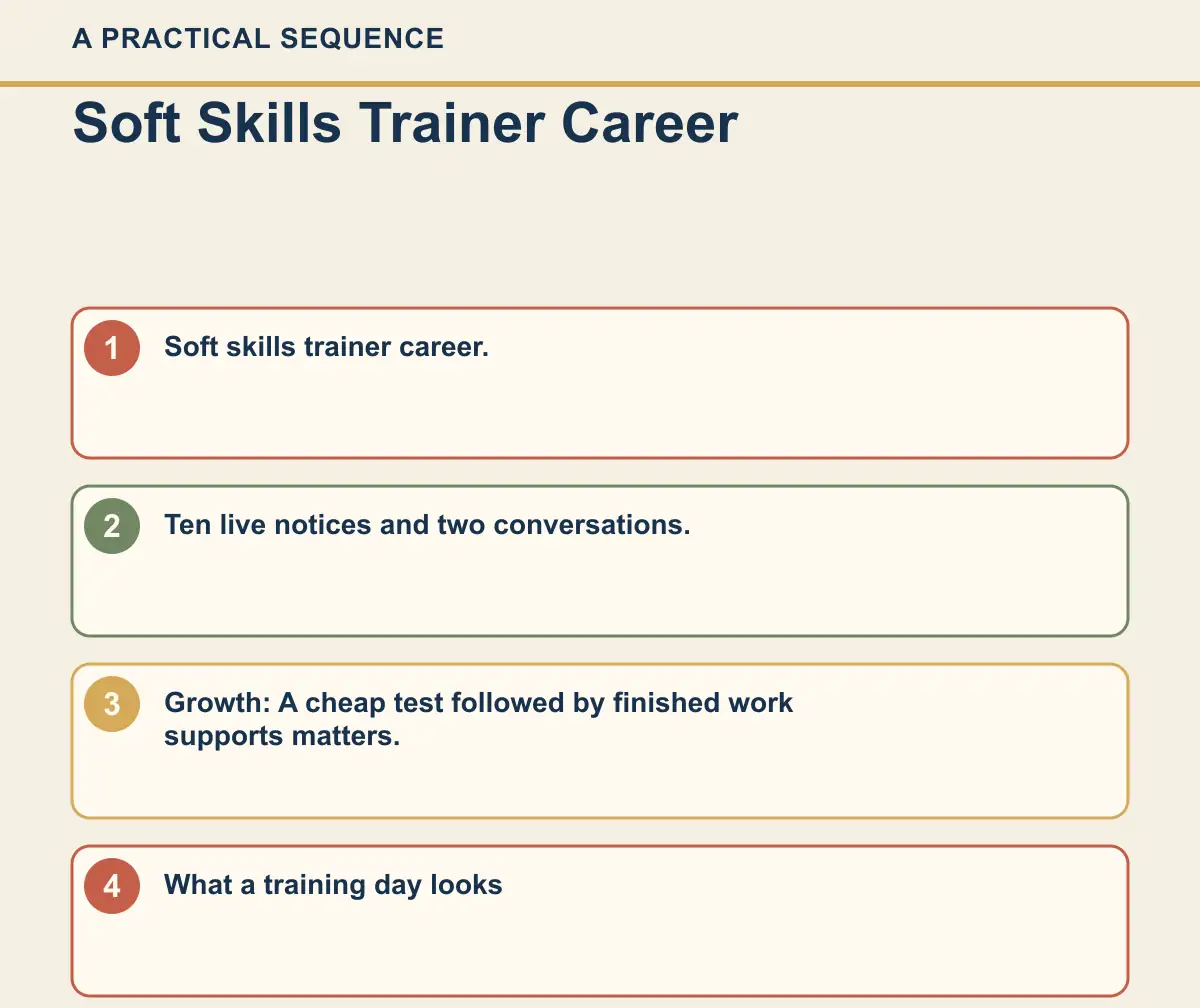 A PRACTICAL SEQUENCE
Soft Skills Trainer Career
1
Soft skills trainer career.
2
Ten live notices and two conversations.
3
Growth: A cheap test followed by finished work
supports matters.
4
What a training day looks